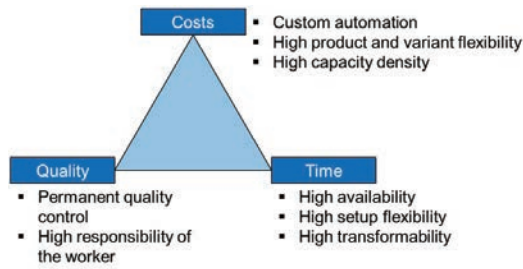 Costs
▪ Custom automation
▪ High product and variant flexibility
▪ High capacity density
Quality
▪ Permanent quality
control
▪ High responsibility of
the worker
Time
▪ High availability
▪ High setup flexibility
▪ High transformability